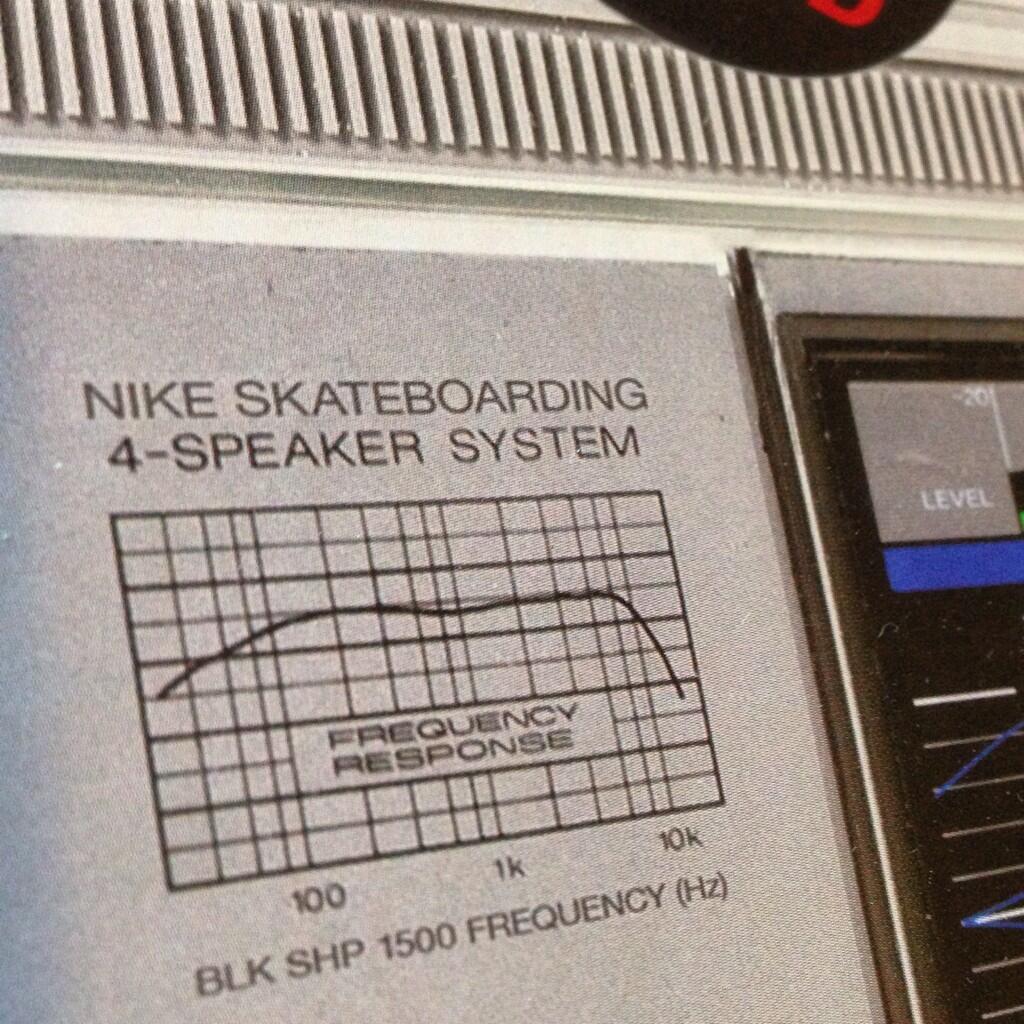 NIKE SKATEBOARDING
4-SPEAKER SYSTEM
-20
LEVEL
FREQUENCY
RESPONSE
100 1k 10k
BLK SHP 1500 FREQUENCY (Hz)